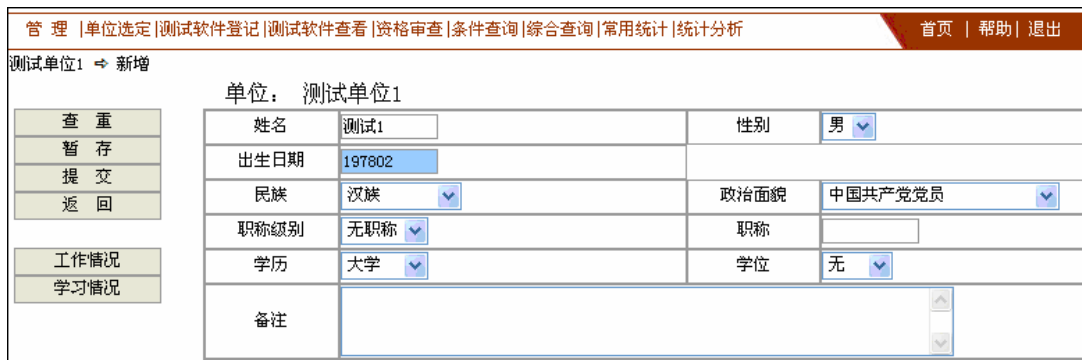 管 理 |单位选定|测试软件登记|测试软件查看|资格审查|条件查询|综合查询|常用统计|统计分析 首页 | 帮助| 退出
测试单位1 ⇨ 新增
单位： 测试单位1
查 重
暂 存
提 交
返 回
工作情况
学习情况
姓名 测试1 性别 男
出生日期 197802
民族 汉族 政治面貌 中国共产党党员
职称级别 无职称 职称
学历 大学 学位 无
备注